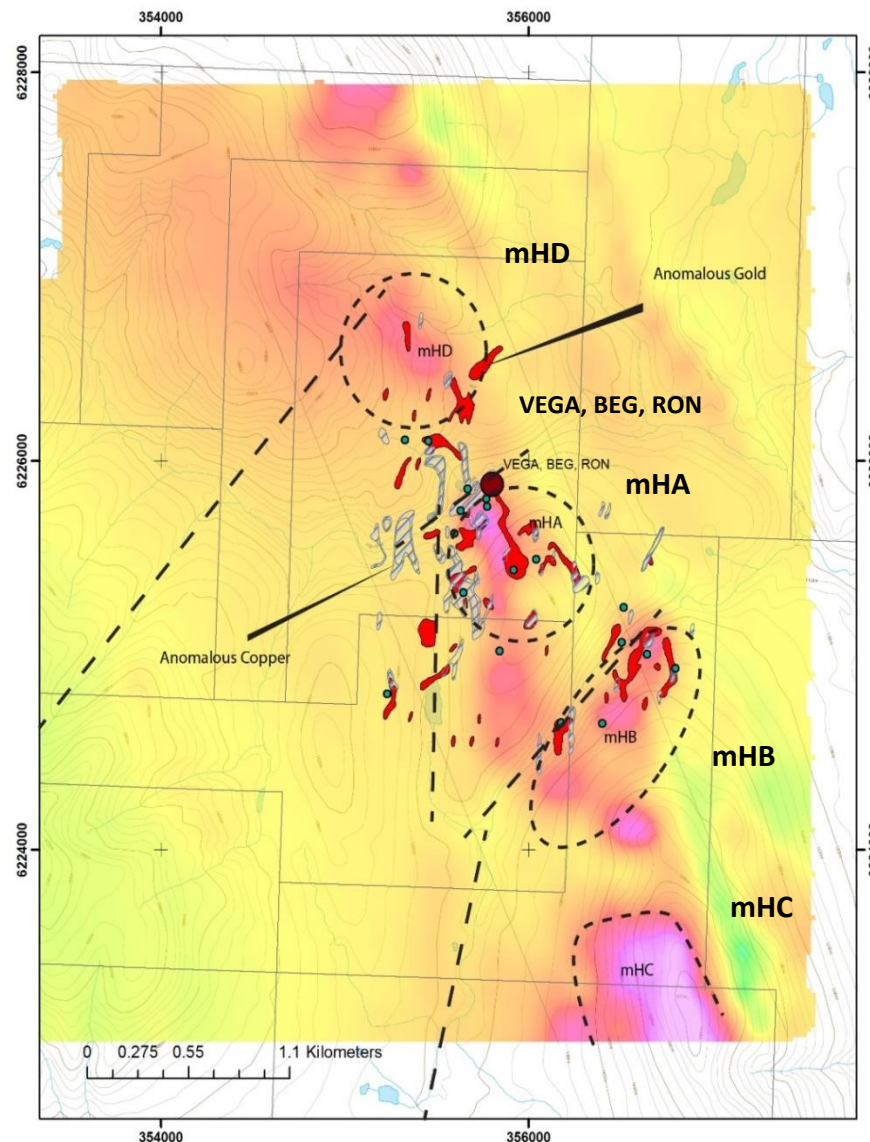 354000
356000
6228000
mHD
Anomalous Gold
mHD
VEGA, BEG, RON
6226000
VEGA, BEG, RON
mHA
mHA
Anomalous Copper
mHB
mHB
6224000
mHC
mHC
0 0.275 0.55 1.1 Kilometers
354000
356000